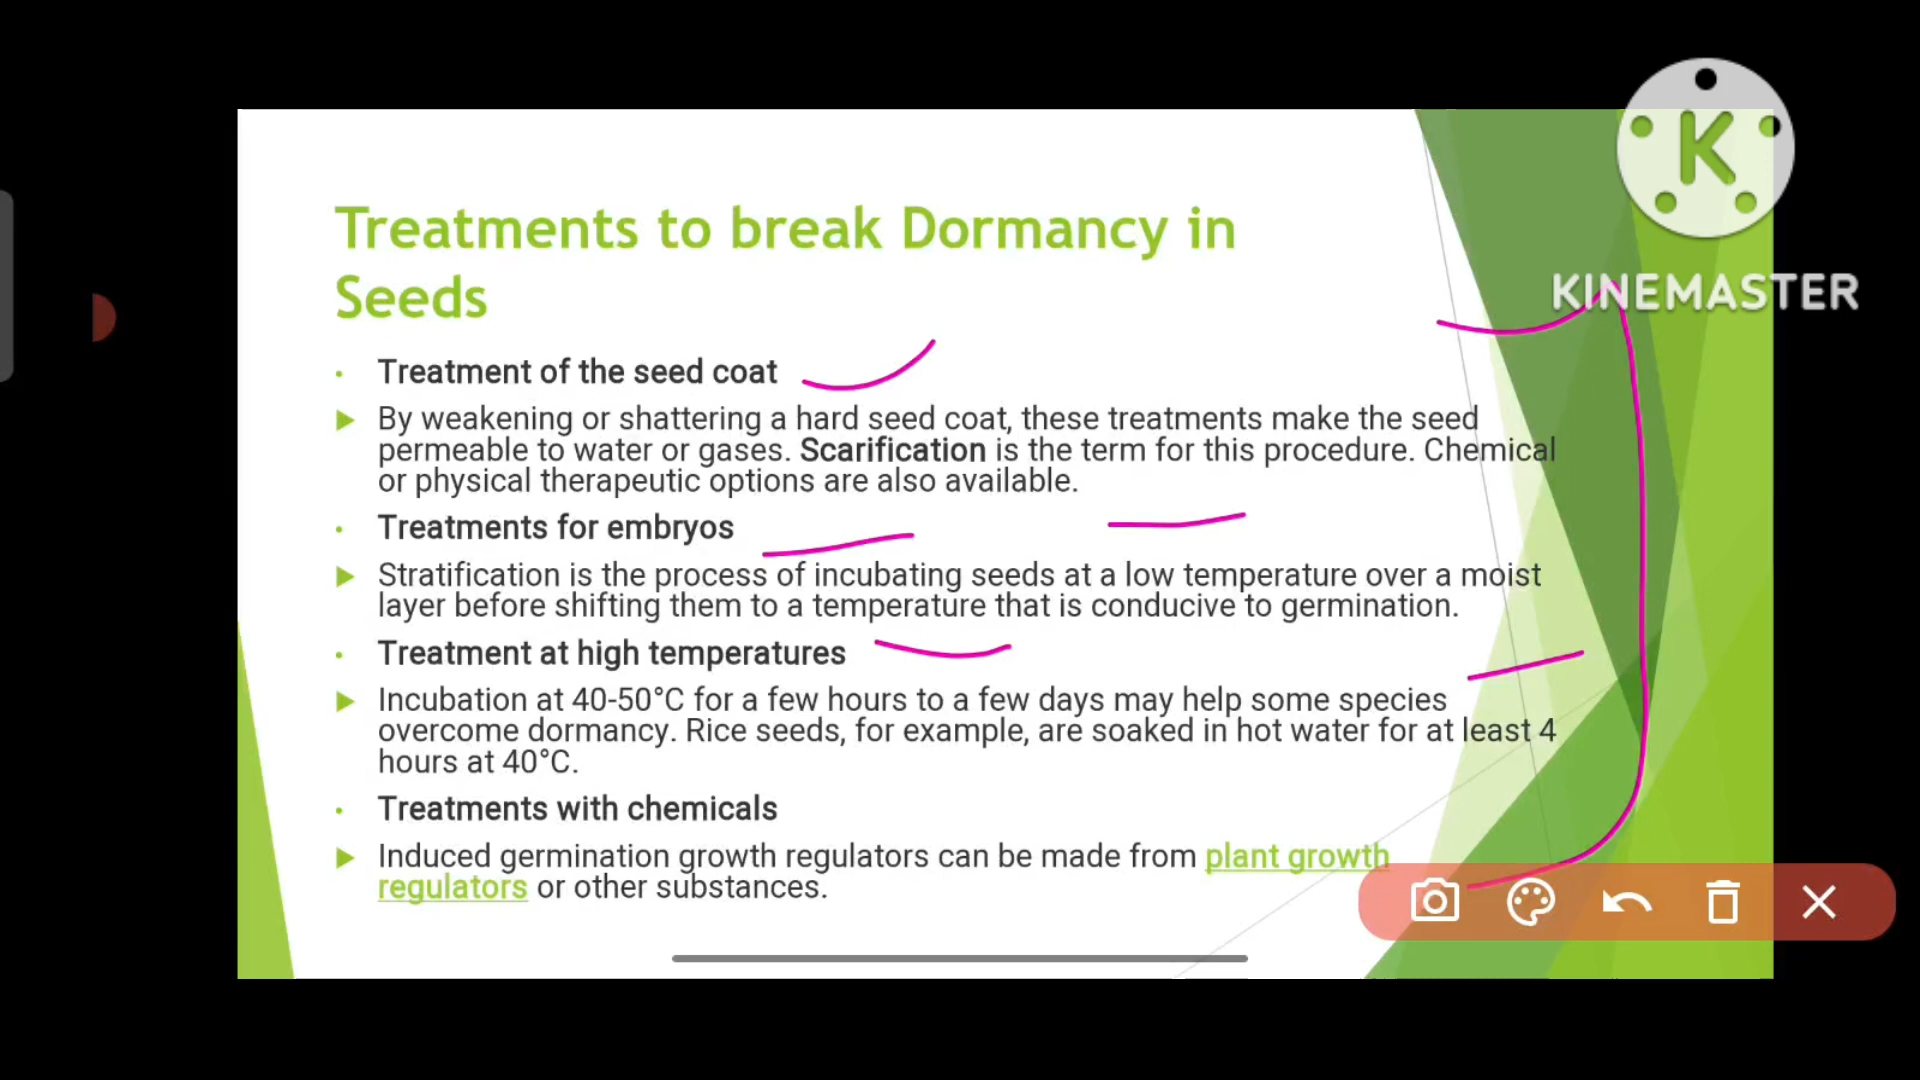 Treatments to break Dormancy in
Seeds
K
KINEMASTER
• Treatment of the seed coat
By weakening or shattering a hard seed coat, these treatments make the seed
permeable to water or gases. Scarification is the term for this procedure. Chemical
or physical therapeutic options are also available.
• Treatments for embryos
Stratification is the process of incubating seeds at a low temperature over a moist
layer before shifting them to a temperature that is conducive to germination.
• Treatment at high temperatures
Incubation at 40-50°C for a few hours to a few days may help some species
overcome dormancy. Rice seeds, for example, are soaked in hot water for at least 4
hours at 40°C.
• Treatments with chemicals
Induced germination growth regulators can be made from plant growth
regulators or other substances.